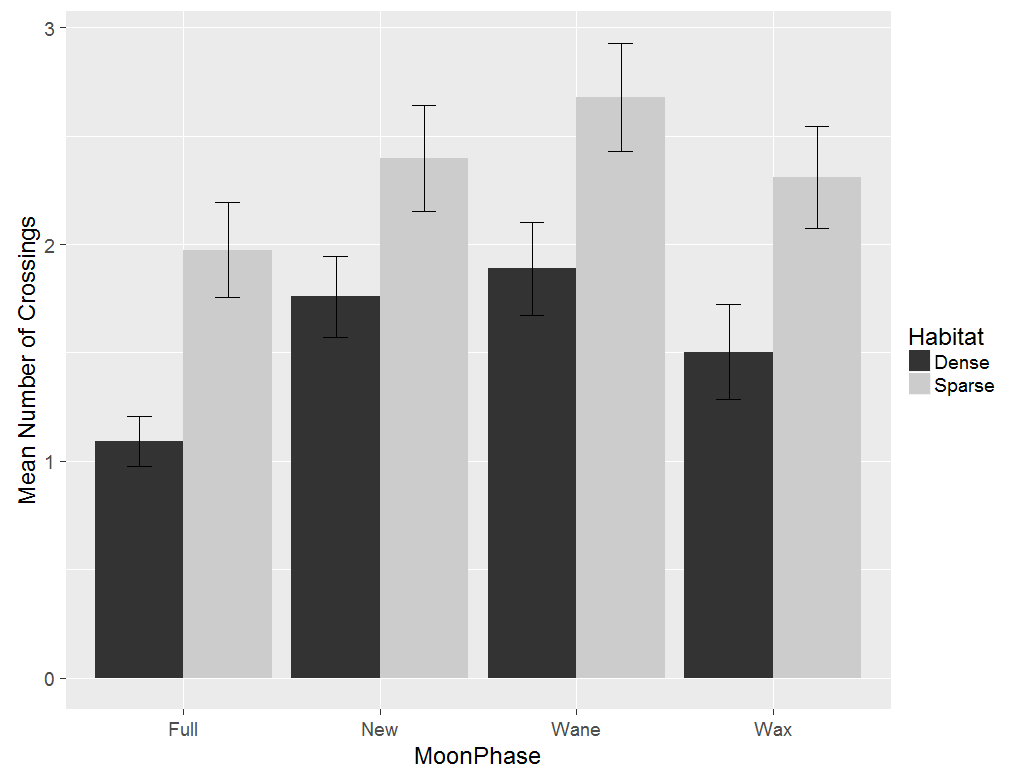 3
2
1
0
Mean Number of Crossings
Full New Wane Wax
MoonPhase
Habitat
Dense
Sparse